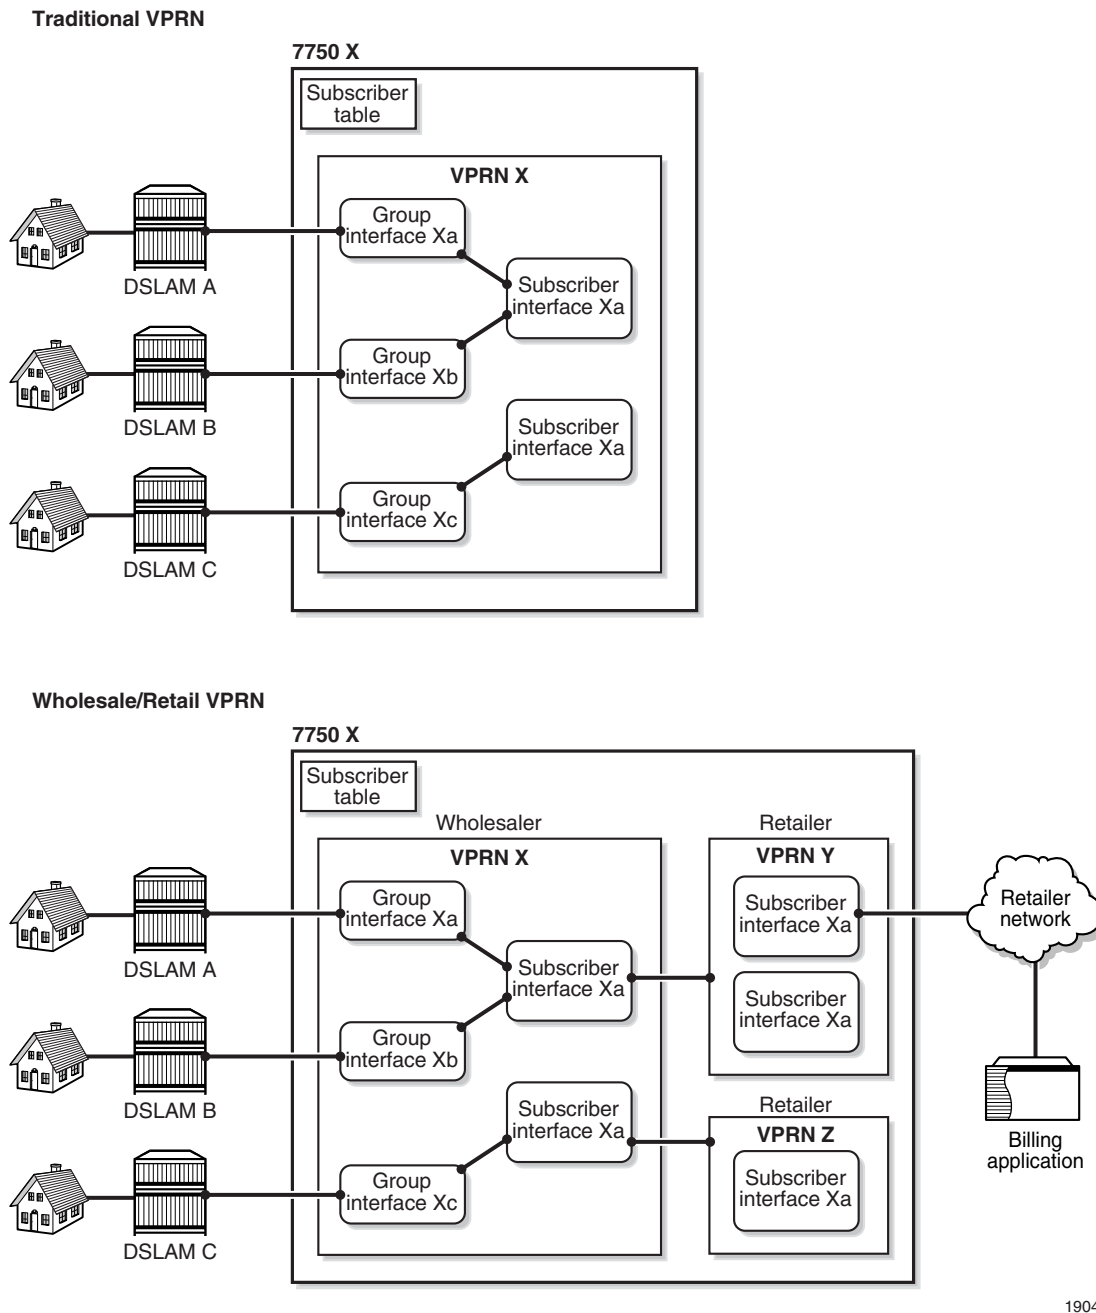 Traditional VPRN
7750 X
Subscriber
table
VPRN X
Group
interface Xa
Subscriber
interface Xa
DSLAM A
Group
interface Xb
DSLAM B
Subscriber
interface Xa
Group
interface Xc
DSLAM C
Wholesale/Retail VPRN
7750 X
Subscriber
table
Wholesaler
VPRN X
Group
interface Xa
Subscriber
interface Xa
DSLAM A
Group
interface Xb
DSLAM B
Subscriber
interface Xa
Group
interface Xc
DSLAM C
Retailer
VPRN Y
Subscriber
interface Xa
Subscriber
interface Xa
Retailer
VPRN Z
Subscriber
interface Xa
Retailer
network
Billing
application
1904